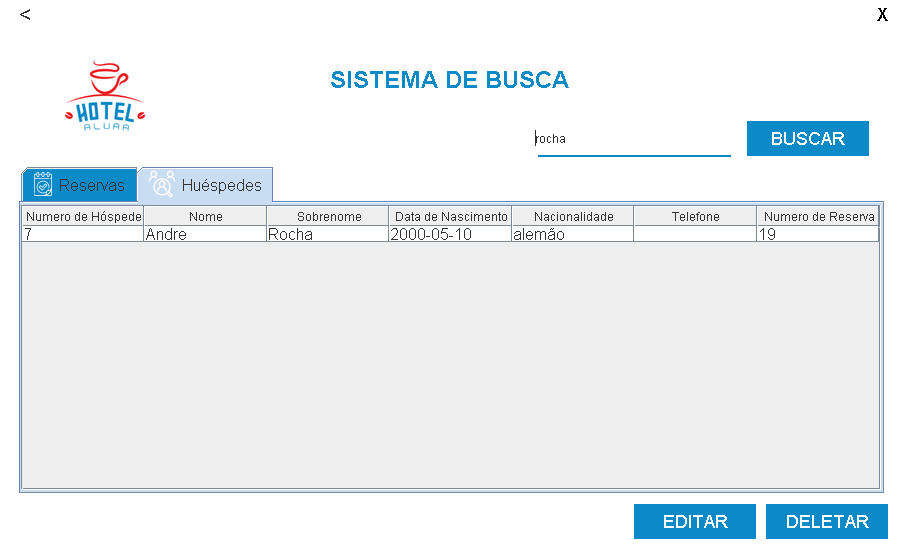 < X
HOTEL
ALURA
SISTEMA DE BUSCA
rocha BUSCAR
Reservas Huéspedes
Numero de Hóspede Nome Sobrenome Data de Nascimento Nacionalidade Telefone Numero de Reserva
7 Andre Rocha 2000-05-10 alemão 19
EDITAR DELETAR